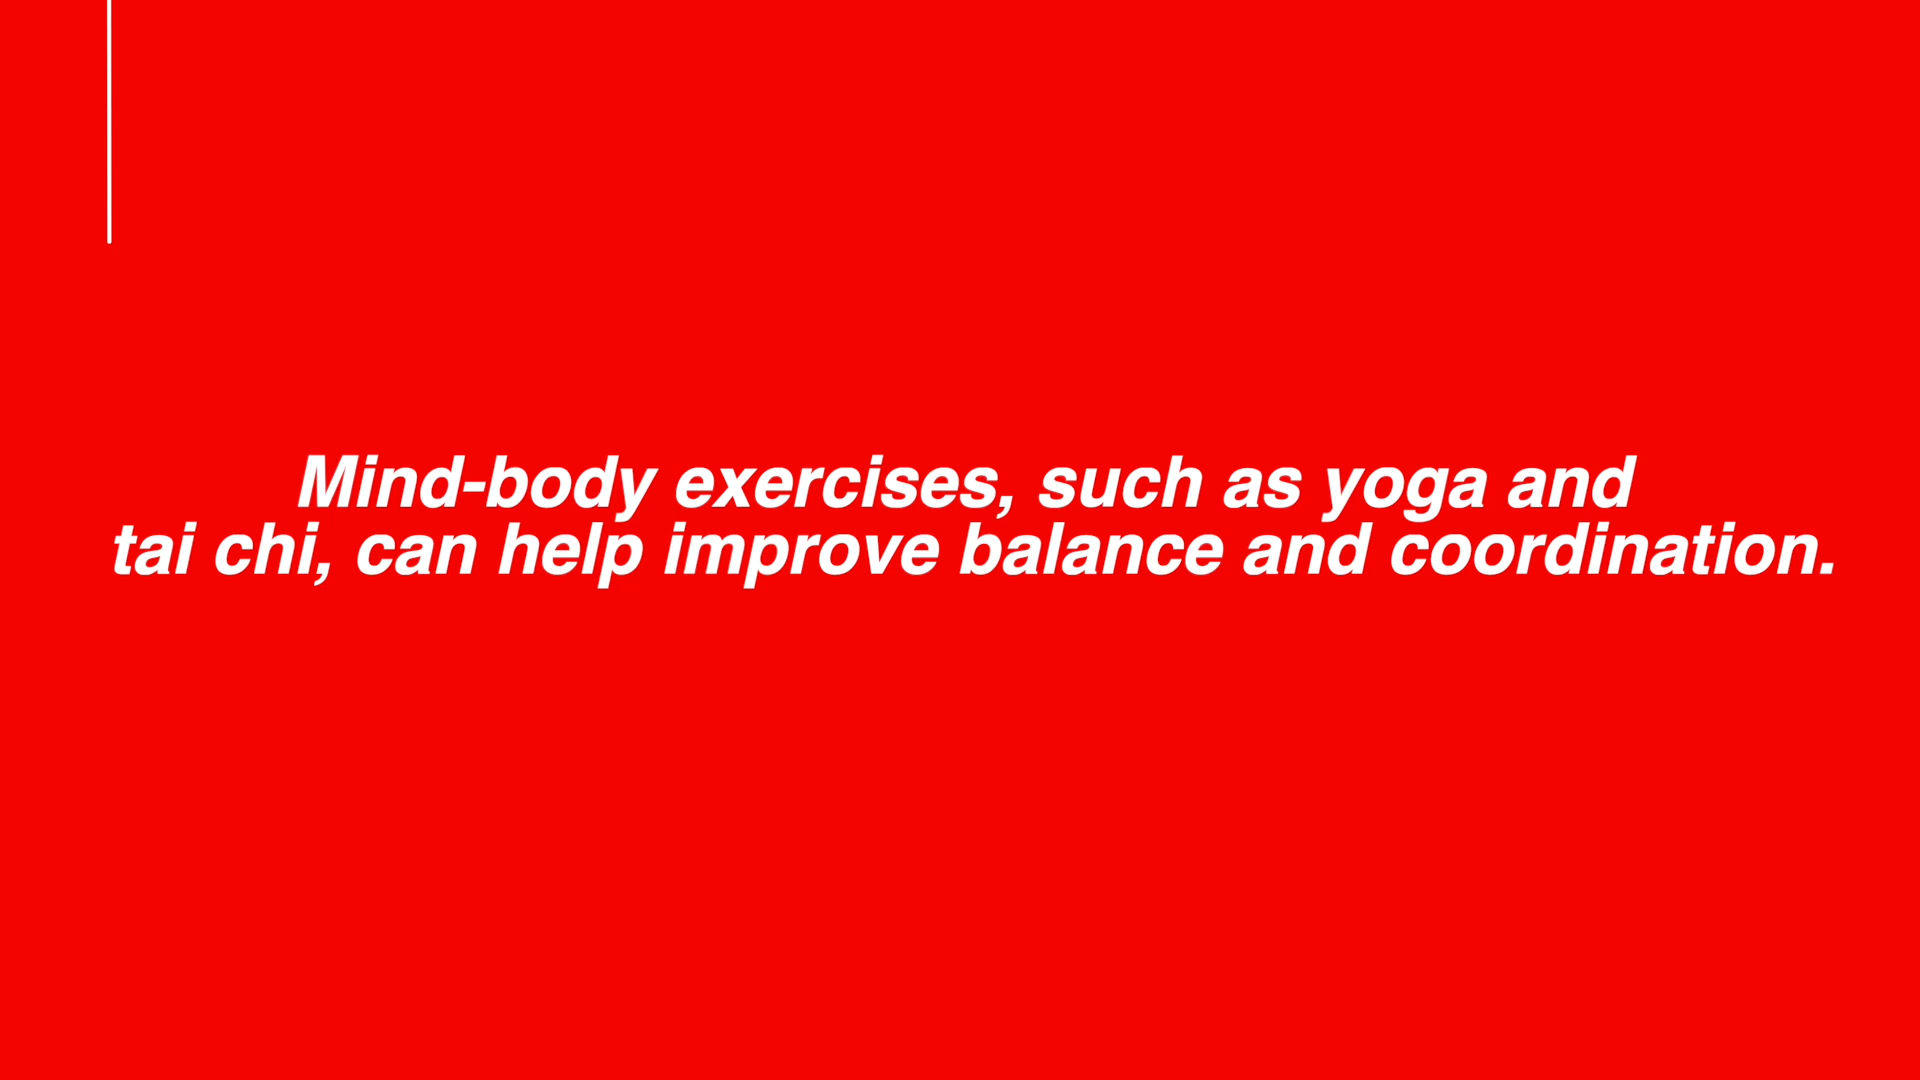 Mind-body exercises, such as yoga and
tai chi, can help improve balance and coordination.